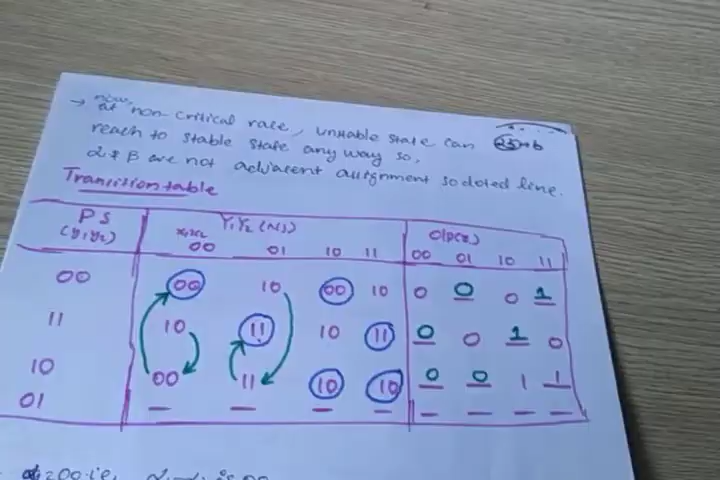 → now, at non-critical race, unstable state can
reach to stable state any way so,
α & β are not adjacent assignment so doted line.
Transition table
PS (y₁y₂) Y₁Y₂ (NS) O/P(z)
x₁x₂ 00 01 10 11 00 01 10 11
00 00 10 00 10 0 0 0 1
11 10 11 10 11 0 0 1 0
10 00 11 10 10 0 0 1 1
01 — — — — — — — —
=00 i.e.